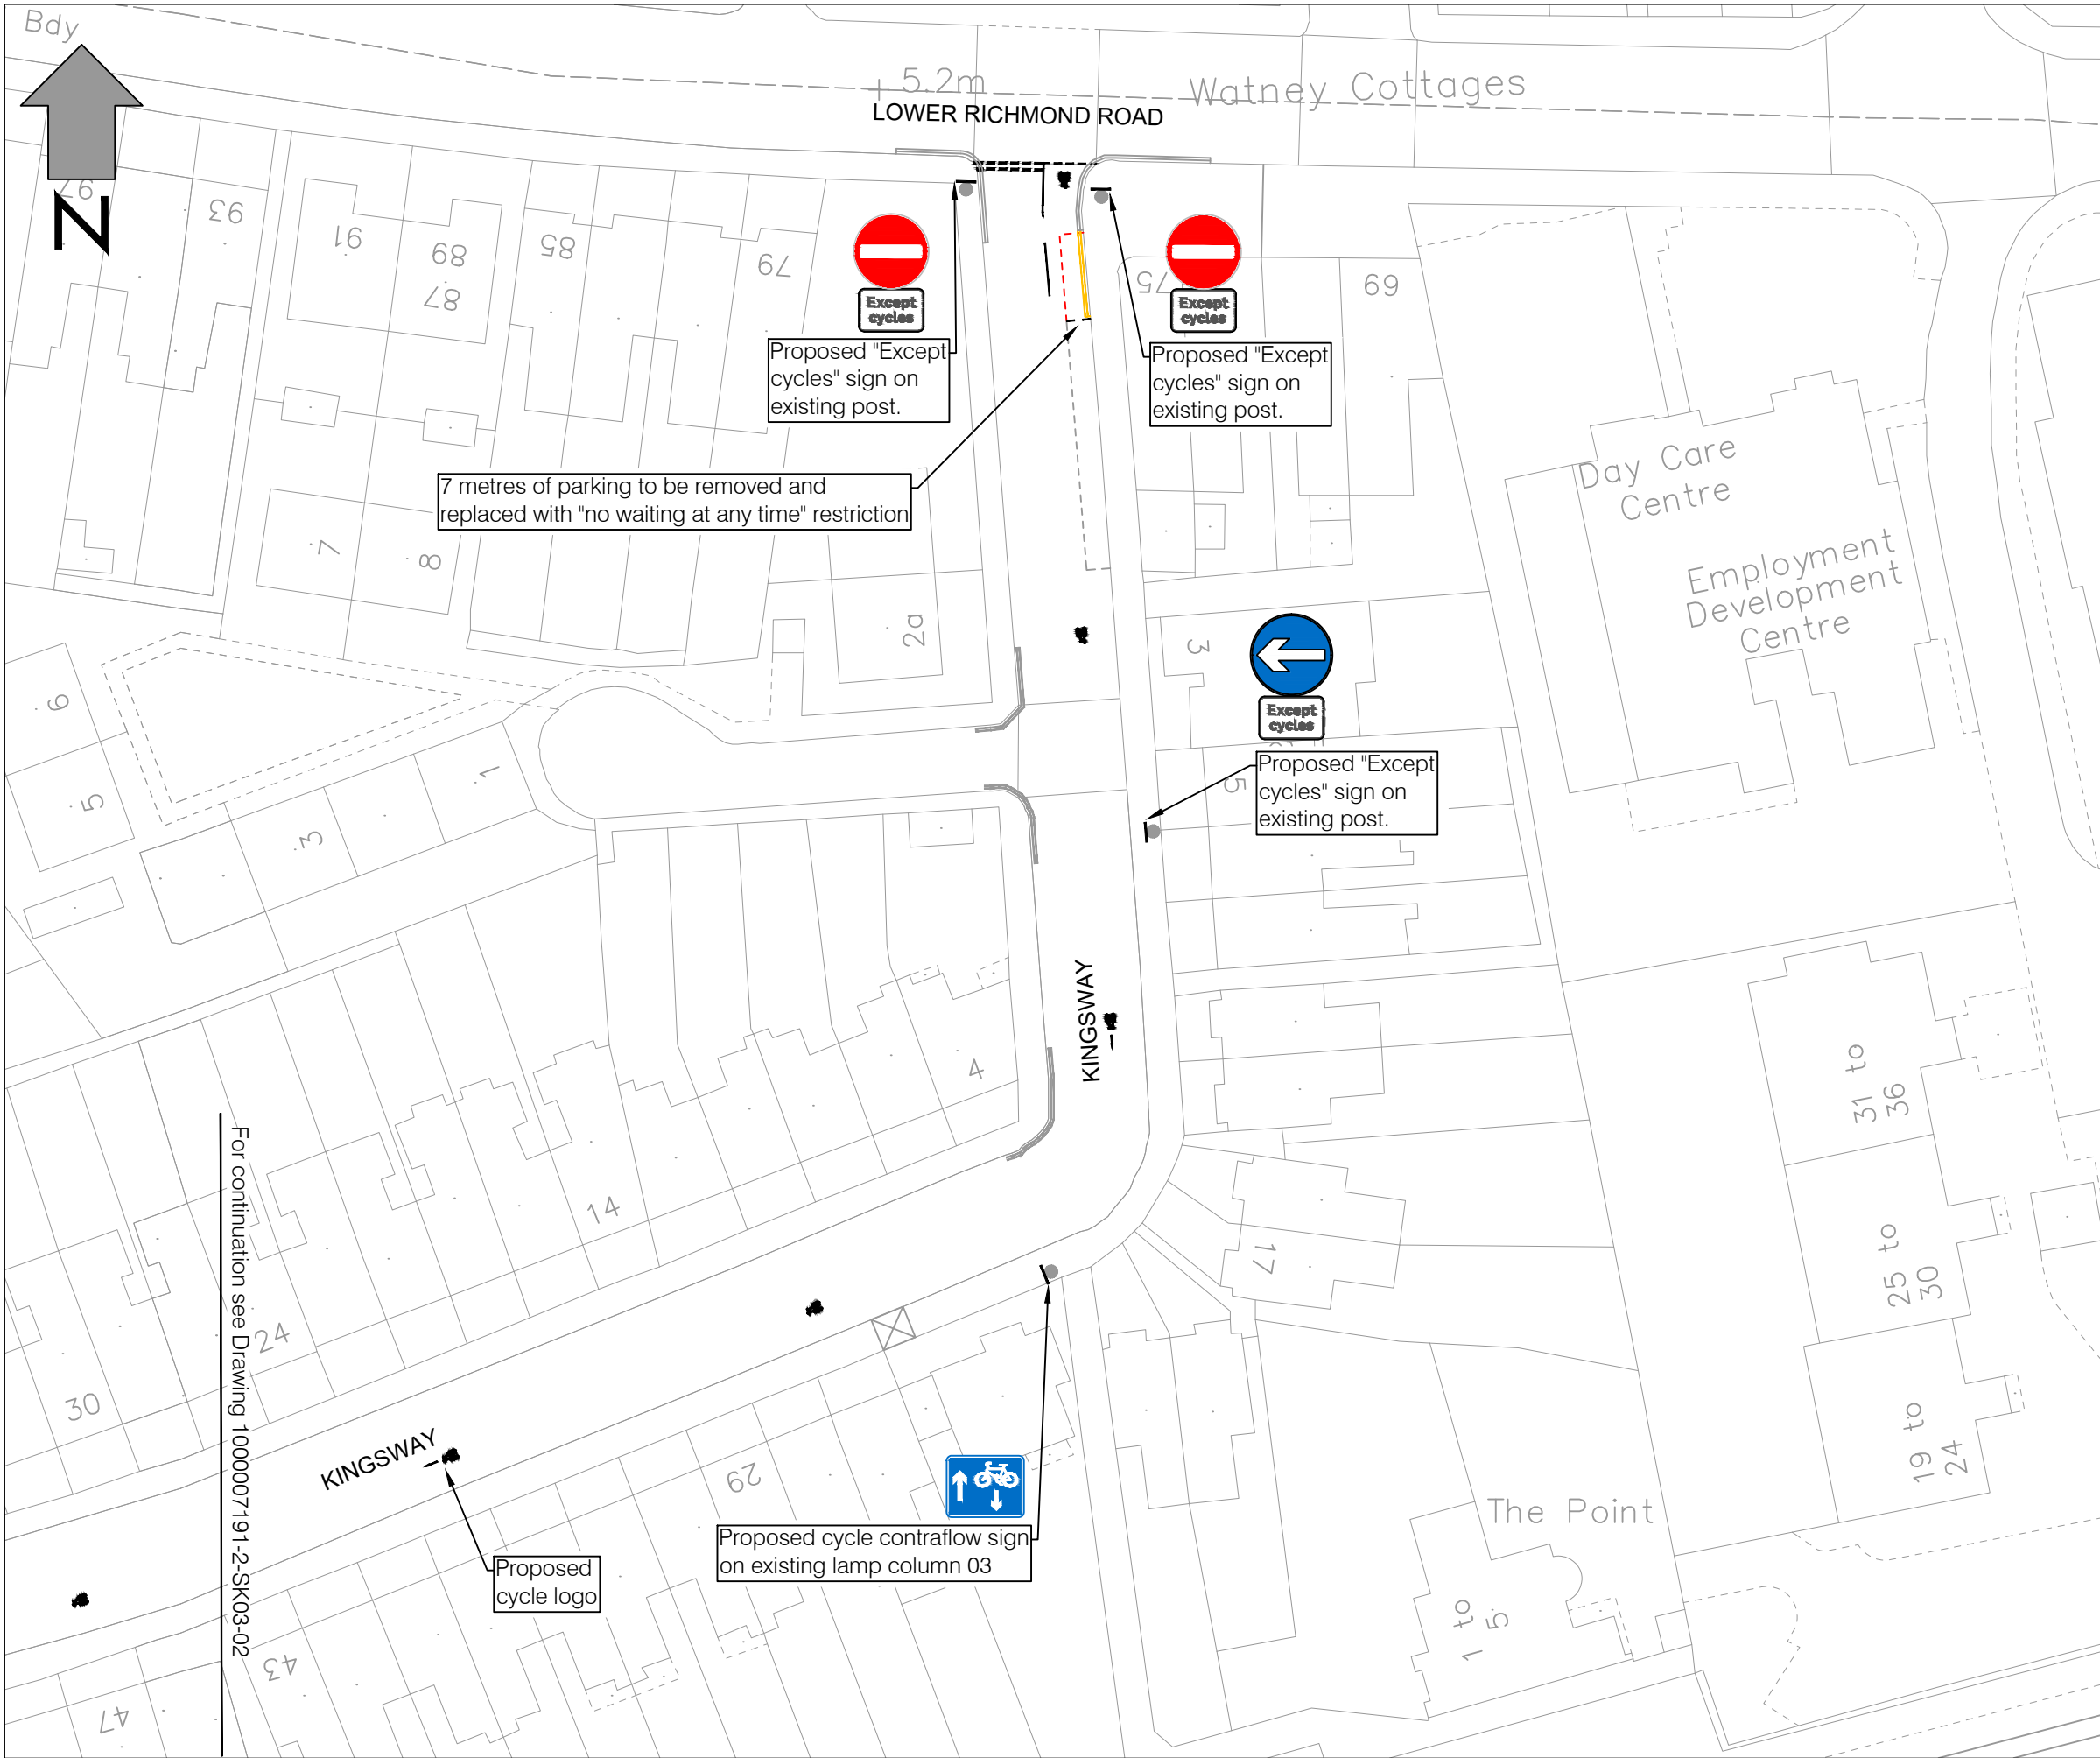 Bdy
5.2m
Watney Cottages
LOWER RICHMOND ROAD
N
97
93
91
89
87
85
79
75
69
Except
cycles
Except
cycles
Proposed "Except
cycles" sign on
existing post.
Proposed "Except
cycles" sign on
existing post.
7 metres of parking to be removed and
replaced with "no waiting at any time" restriction
Day Care
Centre
Employment
Development
Centre
7
8
2a
3
Except
cycles
Proposed "Except
cycles" sign on
existing post.
6
5
3
1
5
KINGSWAY
4
14
24
30
17
31 to
36
25 to
30
19 to
24
For continuation see Drawing 1000007191-2-SK03-02
KINGSWAY
29
Proposed cycle contraflow sign
on existing lamp column 03
Proposed
cycle logo
The Point
1 to
5
43
47